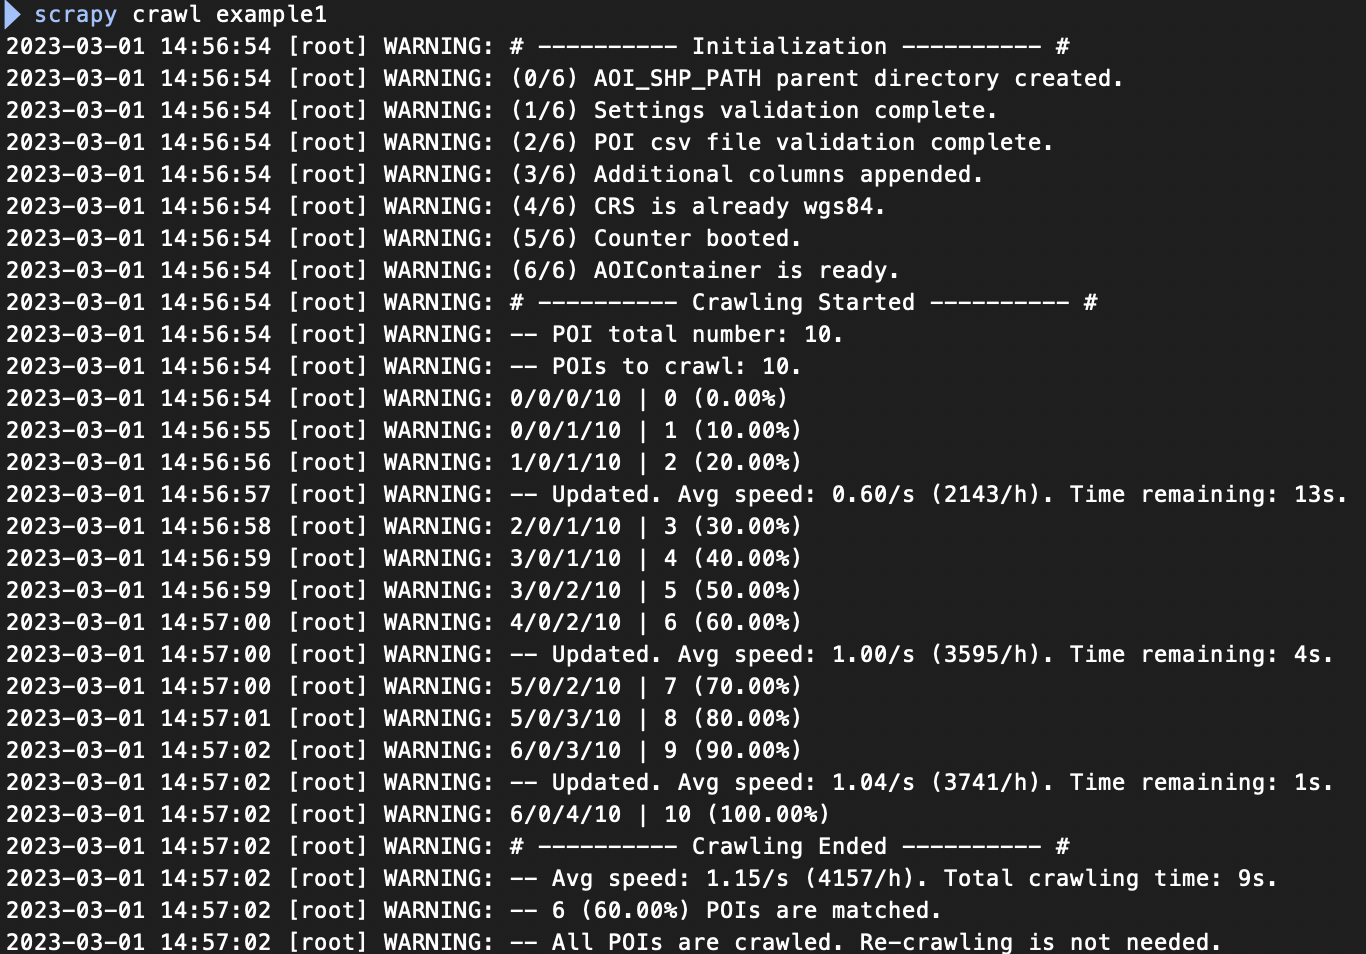 scrapy crawl example1
2023-03-01 14:56:54 [root] WARNING: # ---------- Initialization ---------- #
2023-03-01 14:56:54 [root] WARNING: (0/6) AOI_SHP_PATH parent directory created.
2023-03-01 14:56:54 [root] WARNING: (1/6) Settings validation complete.
2023-03-01 14:56:54 [root] WARNING: (2/6) POI csv file validation complete.
2023-03-01 14:56:54 [root] WARNING: (3/6) Additional columns appended.
2023-03-01 14:56:54 [root] WARNING: (4/6) CRS is already wgs84.
2023-03-01 14:56:54 [root] WARNING: (5/6) Counter booted.
2023-03-01 14:56:54 [root] WARNING: (6/6) AOIContainer is ready.
2023-03-01 14:56:54 [root] WARNING: # ---------- Crawling Started ---------- #
2023-03-01 14:56:54 [root] WARNING: -- POI total number: 10.
2023-03-01 14:56:54 [root] WARNING: -- POIs to crawl: 10.
2023-03-01 14:56:54 [root] WARNING: 0/0/0/10 | 0 (0.00%)
2023-03-01 14:56:55 [root] WARNING: 0/0/1/10 | 1 (10.00%)
2023-03-01 14:56:56 [root] WARNING: 1/0/1/10 | 2 (20.00%)
2023-03-01 14:56:57 [root] WARNING: -- Updated. Avg speed: 0.60/s (2143/h). Time remaining: 13s.
2023-03-01 14:56:58 [root] WARNING: 2/0/1/10 | 3 (30.00%)
2023-03-01 14:56:59 [root] WARNING: 3/0/1/10 | 4 (40.00%)
2023-03-01 14:56:59 [root] WARNING: 3/0/2/10 | 5 (50.00%)
2023-03-01 14:57:00 [root] WARNING: 4/0/2/10 | 6 (60.00%)
2023-03-01 14:57:00 [root] WARNING: -- Updated. Avg speed: 1.00/s (3595/h). Time remaining: 4s.
2023-03-01 14:57:00 [root] WARNING: 5/0/2/10 | 7 (70.00%)
2023-03-01 14:57:01 [root] WARNING: 5/0/3/10 | 8 (80.00%)
2023-03-01 14:57:02 [root] WARNING: 6/0/3/10 | 9 (90.00%)
2023-03-01 14:57:02 [root] WARNING: -- Updated. Avg speed: 1.04/s (3741/h). Time remaining: 1s.
2023-03-01 14:57:02 [root] WARNING: 6/0/4/10 | 10 (100.00%)
2023-03-01 14:57:02 [root] WARNING: # ---------- Crawling Ended ---------- #
2023-03-01 14:57:02 [root] WARNING: -- Avg speed: 1.15/s (4157/h). Total crawling time: 9s.
2023-03-01 14:57:02 [root] WARNING: -- 6 (60.00%) POIs are matched.
2023-03-01 14:57:02 [root] WARNING: -- All POIs are crawled. Re-crawling is not needed.